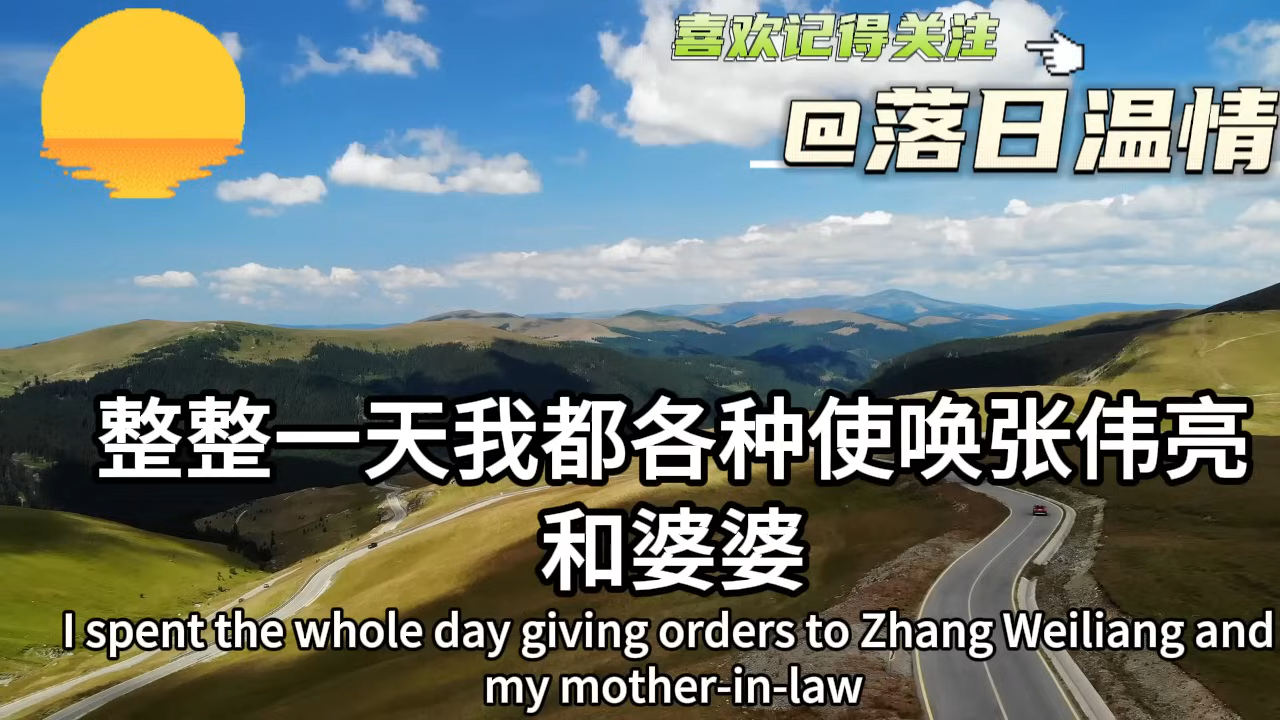 喜欢记得关注
@落日温情
整整一天我都各种使唤张伟亮
和婆婆
I spent the whole day giving orders to Zhang Weiliang and
my mother-in-law